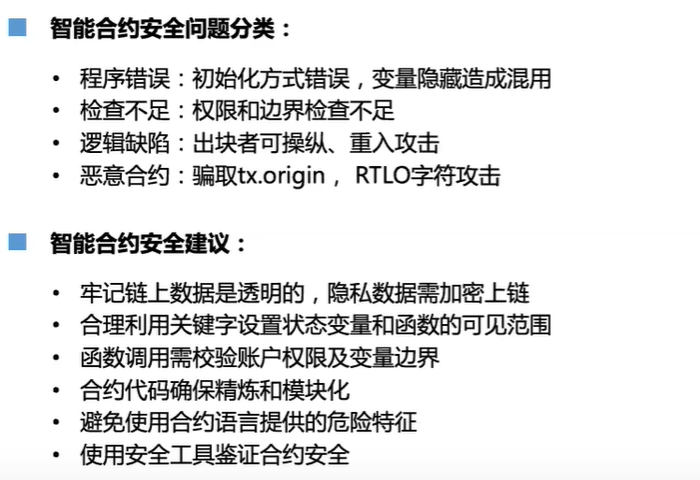 智能合约安全问题分类：
• 程序错误：初始化方式错误，变量隐藏造成混用
• 检查不足：权限和边界检查不足
• 逻辑缺陷：出块者可操纵、重入攻击
• 恶意合约：骗取tx.origin， RTLO字符攻击
智能合约安全建议：
• 牢记链上数据是透明的，隐私数据需加密上链
• 合理利用关键字设置状态变量和函数的可见范围
• 函数调用需校验账户权限及变量边界
• 合约代码确保精炼和模块化
• 避免使用合约语言提供的危险特征
• 使用安全工具鉴证合约安全